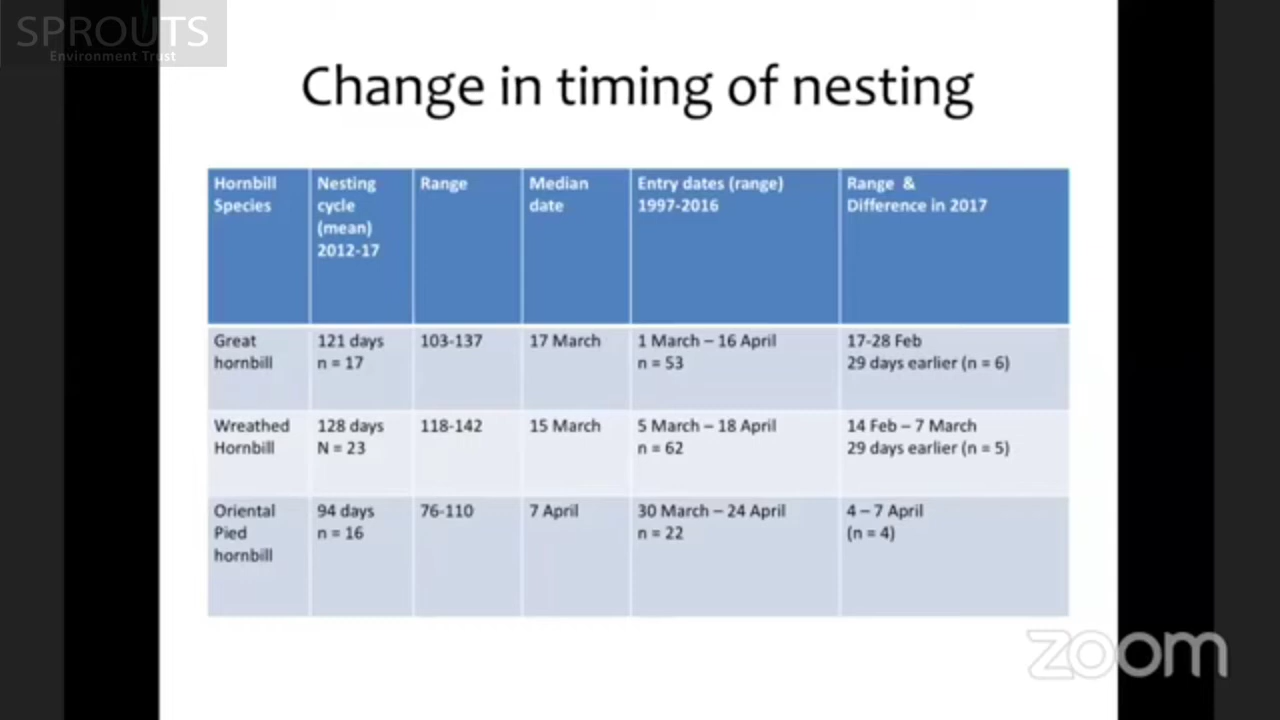 SPROUTS
Environment Trust
Change in timing of nesting
Hornbill
Species
Nesting
cycle
(mean)
2012-17
Range
Median
date
Entry dates (range)
1997-2016
Range &
Difference in 2017
Great
hornbill
121 days
n = 17
103-137
17 March
1 March – 16 April
n = 53
17-28 Feb
29 days earlier (n = 6)
Wreathed
Hornbill
128 days
N = 23
118-142
15 March
5 March – 18 April
n = 62
14 Feb – 7 March
29 days earlier (n = 5)
Oriental
Pied
hornbill
94 days
n = 16
76-110
7 April
30 March – 24 April
n = 22
4 – 7 April
(n = 4)
zoom